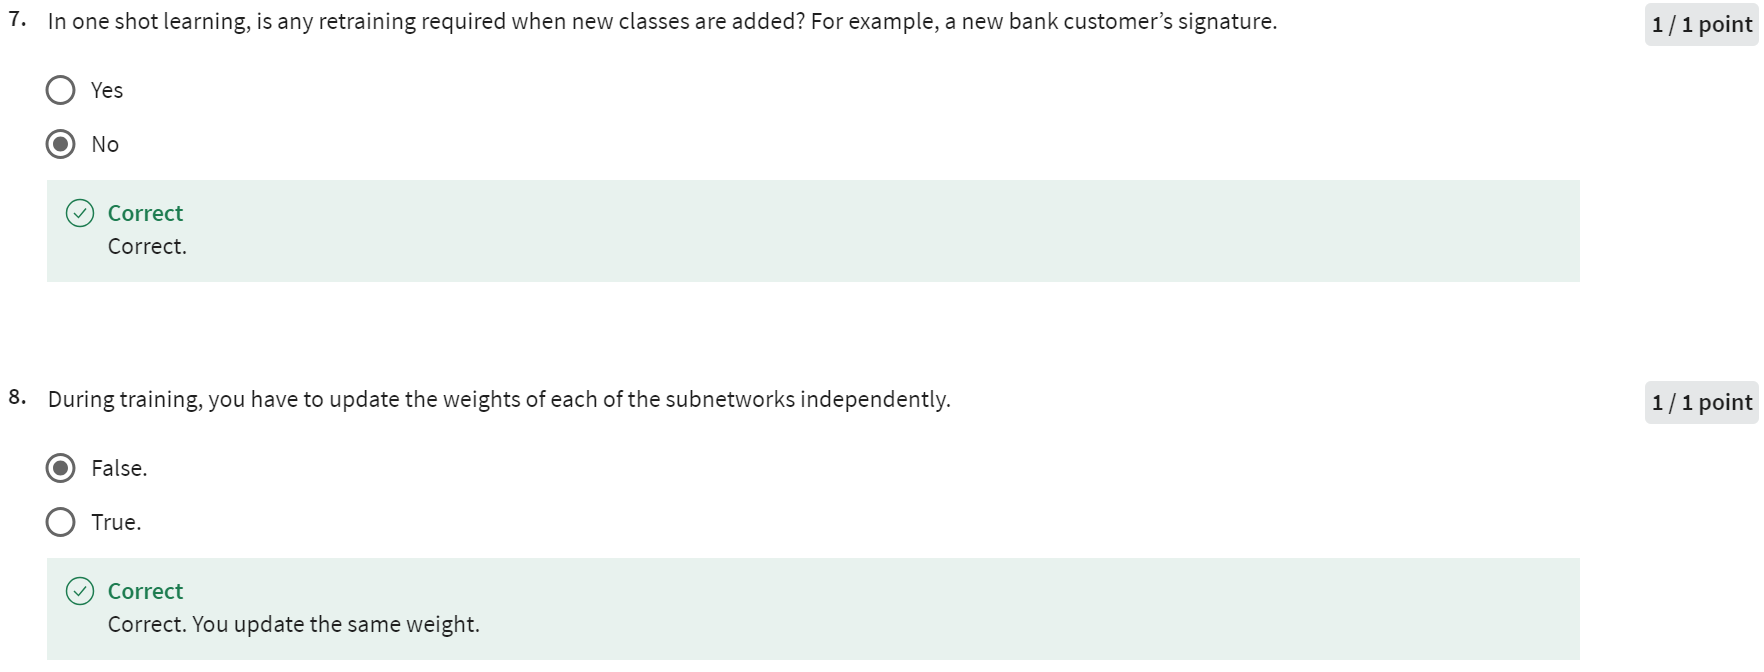 7. In one shot learning, is any retraining required when new classes are added? For example, a new bank customer’s signature.
1 / 1 point
Yes
No
Correct
Correct.
8. During training, you have to update the weights of each of the subnetworks independently.
1 / 1 point
False.
True.
Correct
Correct. You update the same weight.